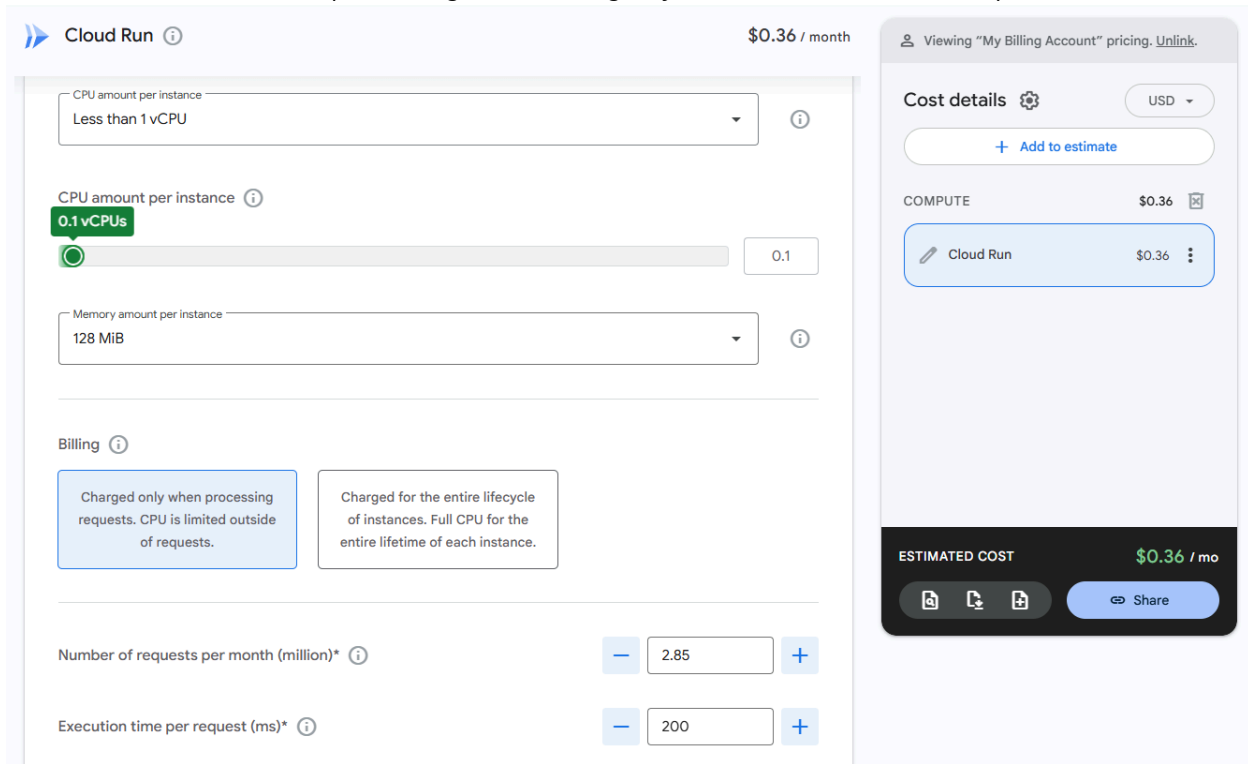 Cloud Run
$0.36 / month
CPU amount per instance
Less than 1 vCPU
CPU amount per instance
0.1 vCPUs
0.1
Memory amount per instance
128 MiB
Billing
Charged only when processing
requests. CPU is limited outside
of requests.
Charged for the entire lifecycle
of instances. Full CPU for the
entire lifetime of each instance.
Number of requests per month (million)*
2.85
Execution time per request (ms)*
200
Viewing "My Billing Account" pricing. Unlink.
Cost details
USD
+ Add to estimate
COMPUTE $0.36
Cloud Run $0.36
ESTIMATED COST $0.36 / mo
Share